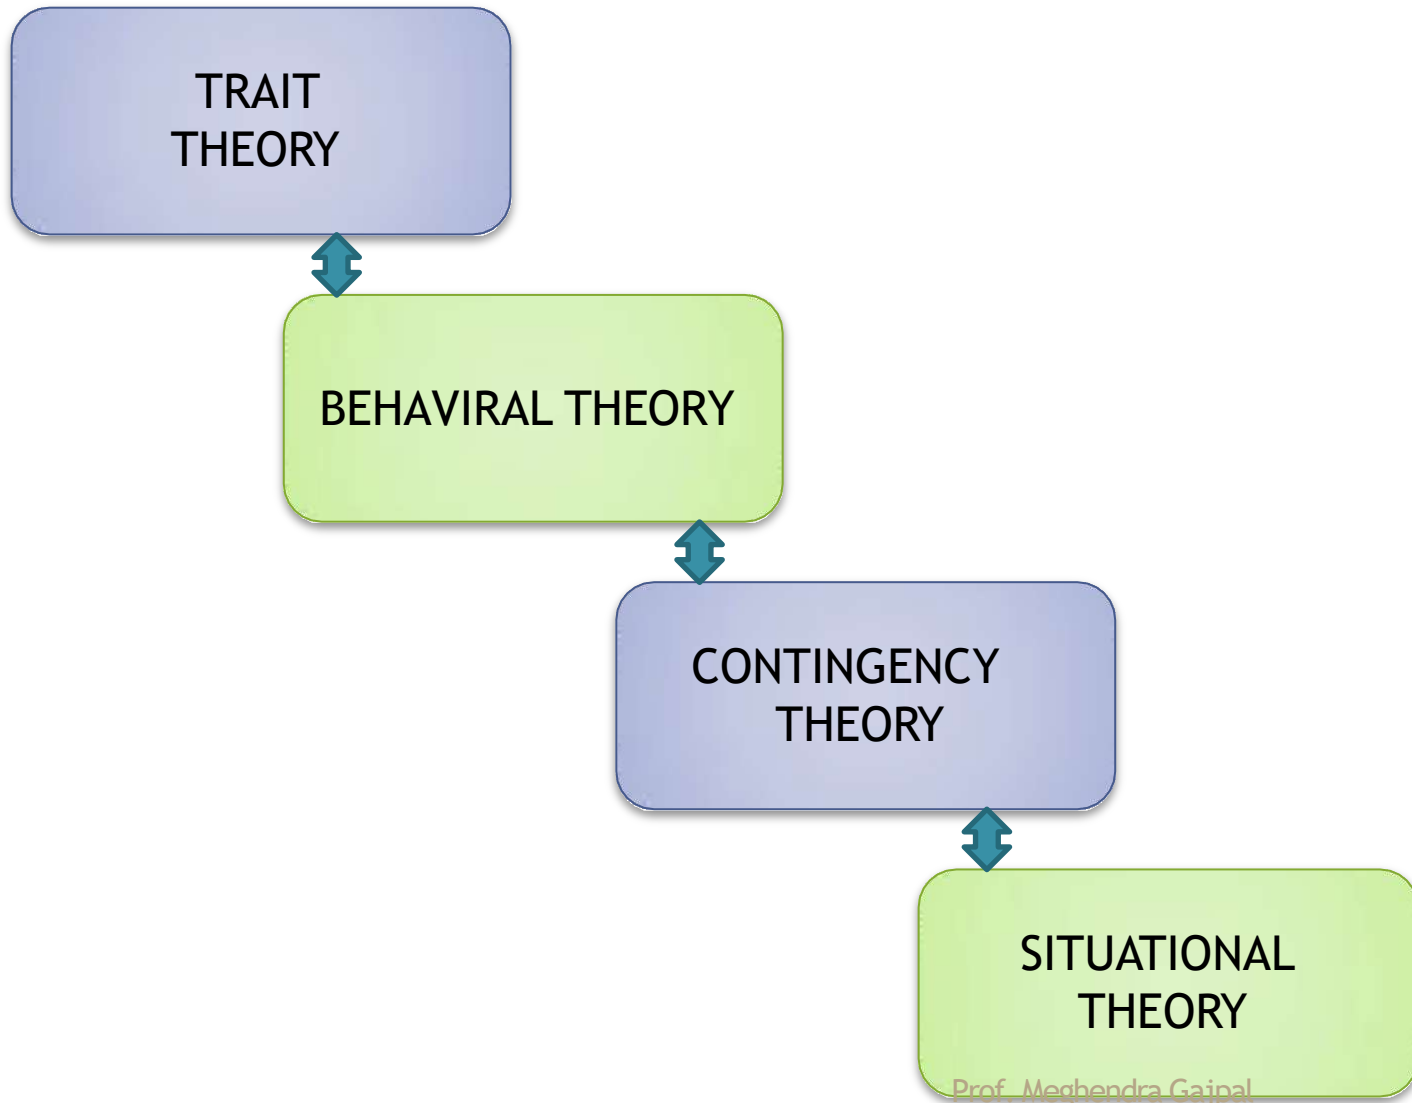 TRAIT
THEORY
BEHAVIRAL THEORY
CONTINGENCY
THEORY
SITUATIONAL
THEORY
Prof. Meghendra Gajpal